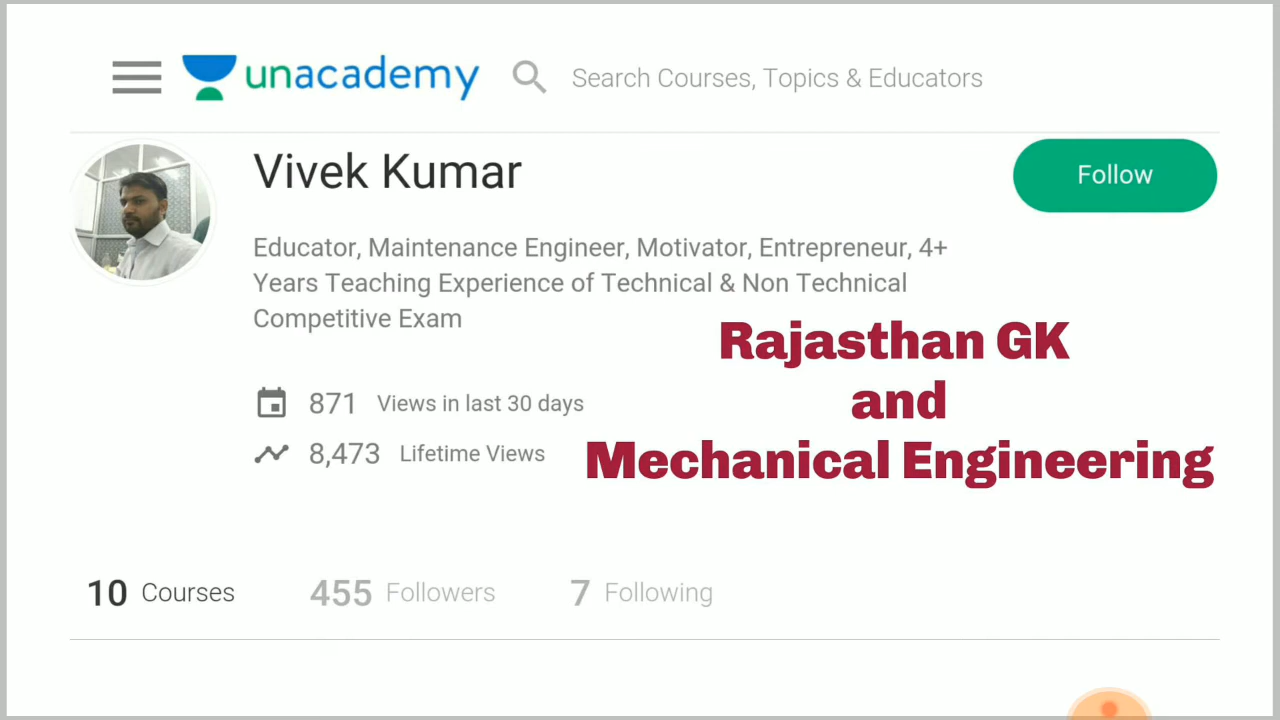 unacademy
Search Courses, Topics & Educators
Vivek Kumar
Follow
Educator, Maintenance Engineer, Motivator, Entrepreneur, 4+
Years Teaching Experience of Technical & Non Technical
Competitive Exam
Rajasthan GK
and
Mechanical Engineering
871 Views in last 30 days
8,473 Lifetime Views
10 Courses 455 Followers 7 Following